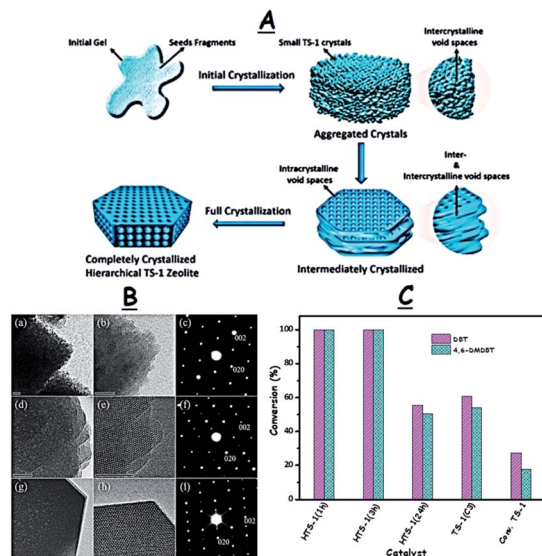 A
Initial Gel
Seeds Fragments
Initial Crystallization
Small TS-1 crystals
Intercrystalline
void spaces
Aggregated Crystals
Intracrystalline
void spaces
Inter-
&
Intercrystalline void spaces
Full Crystallization
Completely Crystallized
Hierarchical TS-1 Zeolite
Intermediately Crystallized
B
(a)
(b)
(c)
002
020
(d)
(e)
(f)
002
020
(g)
(h)
(i)
002
020
C
Conversion (%)
100
80
60
40
20
0
DBT
4,6-DMDBT
HTS-1(1h)
HTS-1(3h)
HTS-1(24h)
TS-1(C3)
Con. TS-1
Catalyst